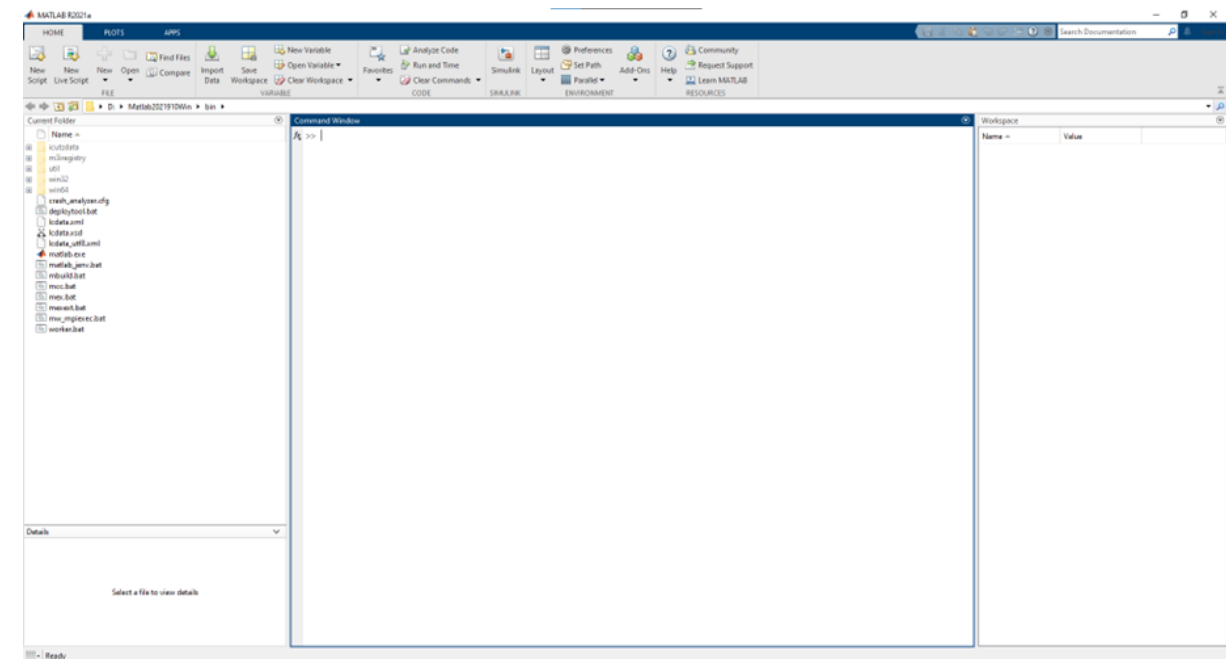 MATLAB R2021a
HOME PLOTS APPS
Search Documentation
New Script
New Live Script
New
Open
Find Files
Compare
Import Data
Save Workspace
New Variable
Open Variable
Clear Workspace
Favorites
Analyze Code
Run and Time
Clear Commands
Simulink
Layout
Preferences
Set Path
Parallel
Add-Ons
Help
Community
Request Support
Learn MATLAB
FILE VARIABLE CODE SIMULINK ENVIRONMENT RESOURCES
D: Matlab2021910Win bin
Current Folder
Name
icutzdata
m3iregistry
util
win32
win64
crash_analyzer.cfg
deploytool.bat
lcdata.xml
lcdata.xsd
lcdata_utf8.xml
matlab.exe
matlab_jenv.bat
mbuild.bat
mcc.bat
mex.bat
mexext.bat
mw_mpiexec.bat
worker.bat
Details
Select a file to view details
Command Window
fx >>
Workspace
Name Value
Ready